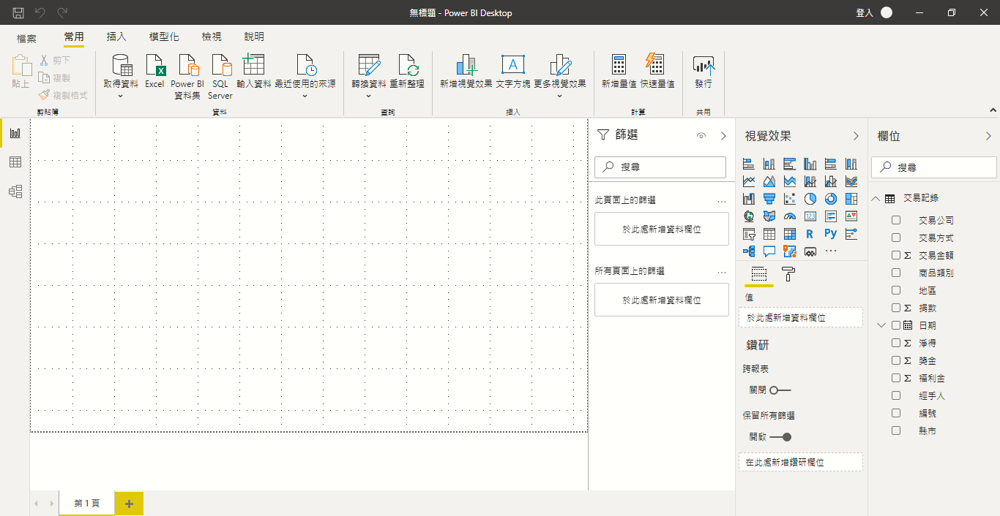 無標題 - Power BI Desktop
登入
檔案 常用 插入 模型化 檢視 說明
貼上
剪下
複製
複製格式
剪貼簿
取得資料
Excel
Power BI
資料集
SQL
Server
輸入資料
最近使用的來源
資料
轉換資料
重新整理
查詢
新增視覺效果
文字方塊
更多視覺效果
插入
新增量值
快速量值
計算
發行
共用
篩選
搜尋
此頁面上的篩選
於此處新增資料欄位
所有頁面上的篩選
於此處新增資料欄位
視覺效果
123
R
Py
值
於此處新增資料欄位
鑽研
跨報表
關閉
保留所有篩選
開啟
在此處新增鑽研欄位
欄位
搜尋
交易記錄
交易公司
交易方式
Σ 交易金額
商品類別
地區
Σ 捐款
日期
Σ 淨得
Σ 獎金
Σ 福利金
經手人
編號
縣市
第 1 頁